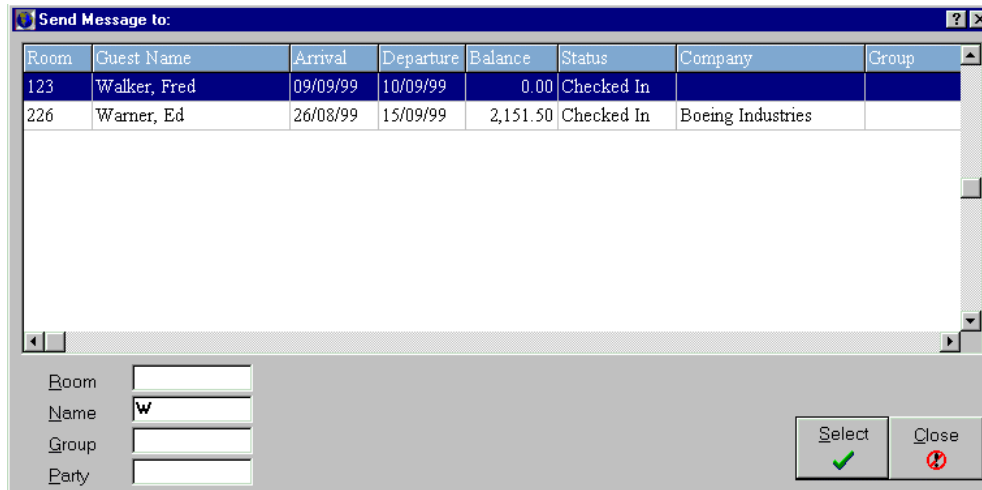 Send Message to:
Room Guest Name Arrival Departure Balance Status Company Group
123 Walker, Fred 09/09/99 10/09/99 0.00 Checked In
226 Warner, Ed 26/08/99 15/09/99 2,151.50 Checked In Boeing Industries
Room
Name W
Group
Party
Select Close